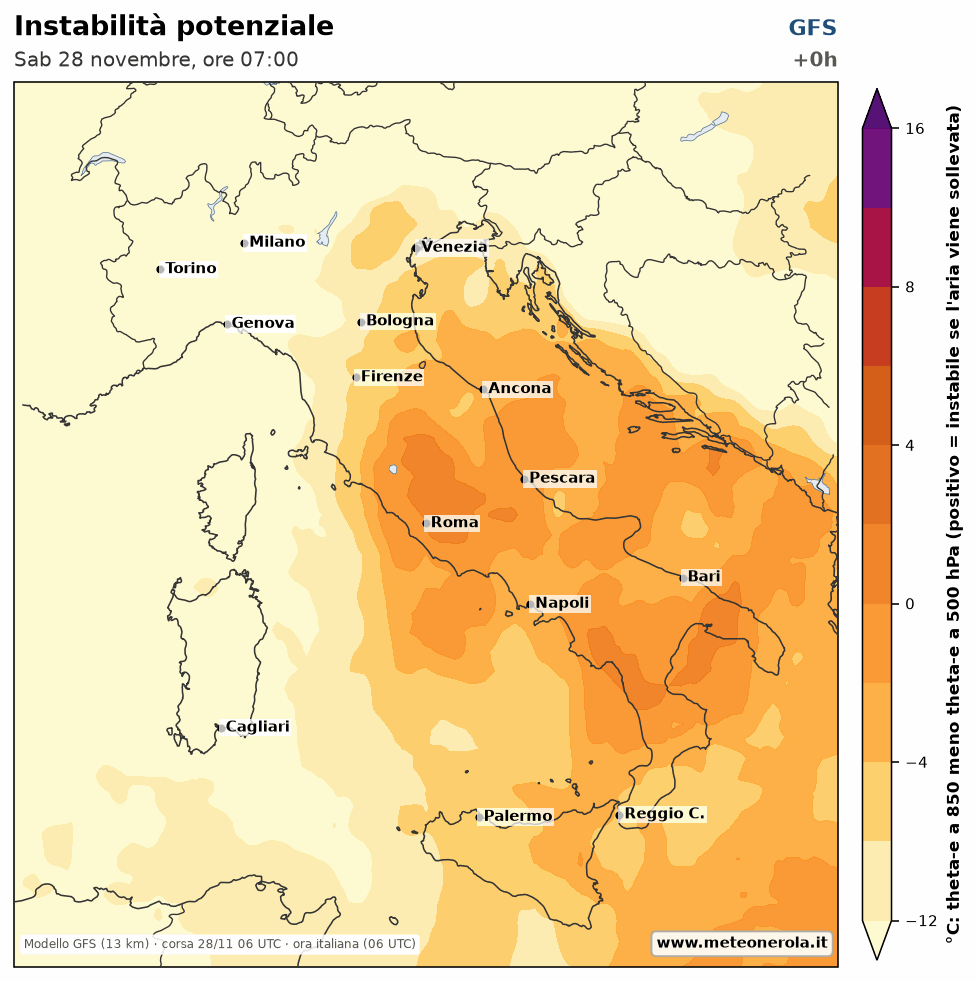 Instabilità potenziale
GFS
Sab 28 novembre, ore 07:00
+0h
16
8
4
0
−4
−12
°C: theta-e a 850 meno theta-e a 500 hPa (positivo = instabile se l'aria viene sollevata)
Milano
Venezia
Torino
Genova
Bologna
Firenze
Ancona
Pescara
Roma
Bari
Napoli
Cagliari
Palermo
Reggio C.
Modello GFS (13 km) · corsa 28/11 06 UTC · ora italiana (06 UTC)
www.meteonerola.it